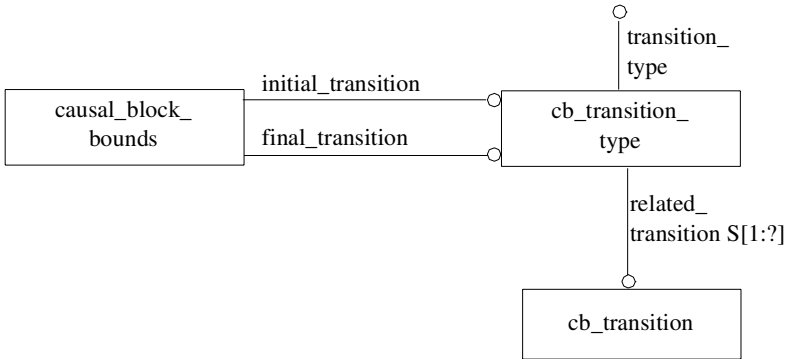 transition_
type
initial_transition
causal_block_
bounds
cb_transition_
type
final_transition
related_
transition S[1:?]
cb_transition